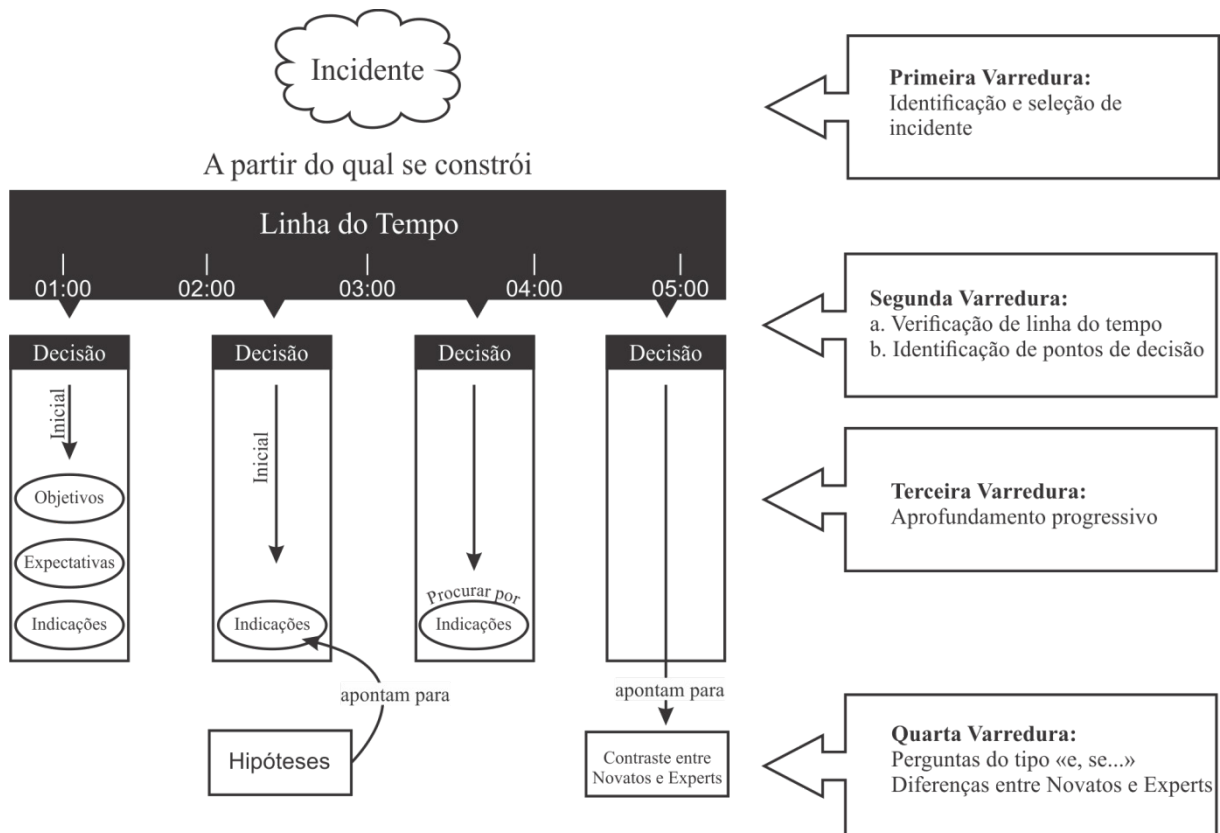 Incidente
A partir do qual se constrói
Linha do Tempo
01:00
02:00
03:00
04:00
05:00
Decisão
Inicial
Objetivos
Expectativas
Indicações
Decisão
Inicial
Indicações
Decisão
Procurar por
Indicações
Decisão
apontam para
Hipóteses
apontam para
Contraste entre
Novatos e Experts
Primeira Varredura:
Identificação e seleção de
incidente
Segunda Varredura:
a. Verificação de linha do tempo
b. Identificação de pontos de decisão
Terceira Varredura:
Aprofundamento progressivo
Quarta Varredura:
Perguntas do tipo «e, se...»
Diferenças entre Novatos e Experts